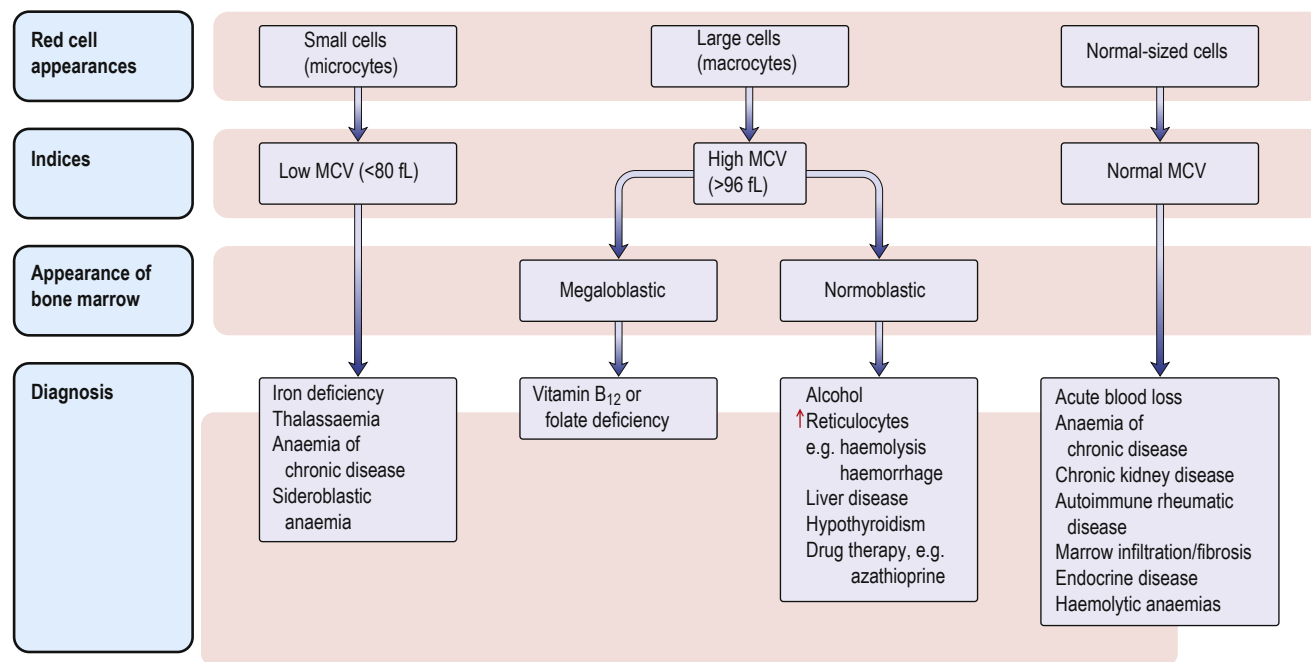 Red cell
appearances
Small cells
(microcytes)
Large cells
(macrocytes)
Normal-sized cells
Indices
Low MCV (<80 fL)
High MCV
(>96 fL)
Normal MCV
Appearance of
bone marrow
Megaloblastic
Normoblastic
Diagnosis
Iron deficiency
Thalassaemia
Anaemia of
chronic disease
Sideroblastic
anaemia
Vitamin B₁₂ or
folate deficiency
Alcohol
↑Reticulocytes
e.g. haemolysis
haemorrhage
Liver disease
Hypothyroidism
Drug therapy, e.g.
azathioprine
Acute blood loss
Anaemia of
chronic disease
Chronic kidney disease
Autoimmune rheumatic
disease
Marrow infiltration/fibrosis
Endocrine disease
Haemolytic anaemias